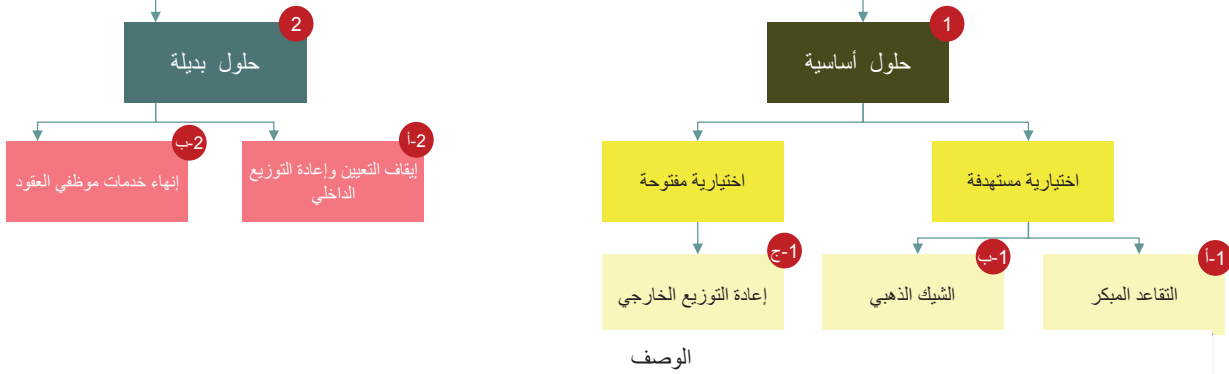 1
حلول أساسية
2
حلول بديلة
اختيارية مستهدفة
اختيارية مفتوحة
1-أ
التقاعد المبكر
1-ب
الشيك الذهبي
1-ج
إعادة التوزيع الخارجي
2-أ
إيقاف التعيين وإعادة التوزيع
الداخلي
2-ب
إنهاء خدمات موظفي العقود
الوصف